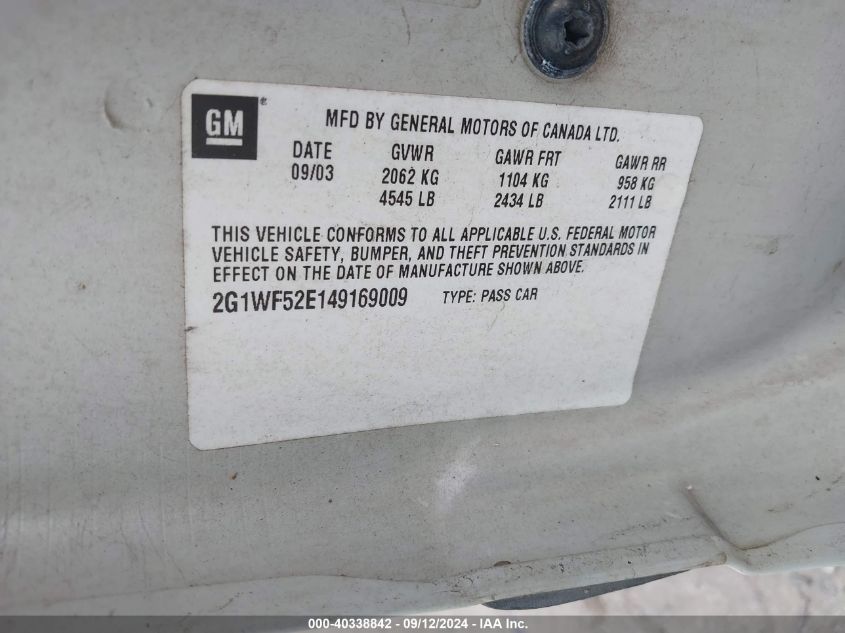 GM®
MFD BY GENERAL MOTORS OF CANADA LTD.
DATE GVWR GAWR FRT GAWR RR
09/03 2062 KG 1104 KG 958 KG
4545 LB 2434 LB 2111 LB
THIS VEHICLE CONFORMS TO ALL APPLICABLE U.S. FEDERAL MOTOR
VEHICLE SAFETY, BUMPER, AND THEFT PREVENTION STANDARDS IN
EFFECT ON THE DATE OF MANUFACTURE SHOWN ABOVE.
2G1WF52E149169009 TYPE: PASS CAR
000-40338842 - 09/12/2024 - IAA Inc.